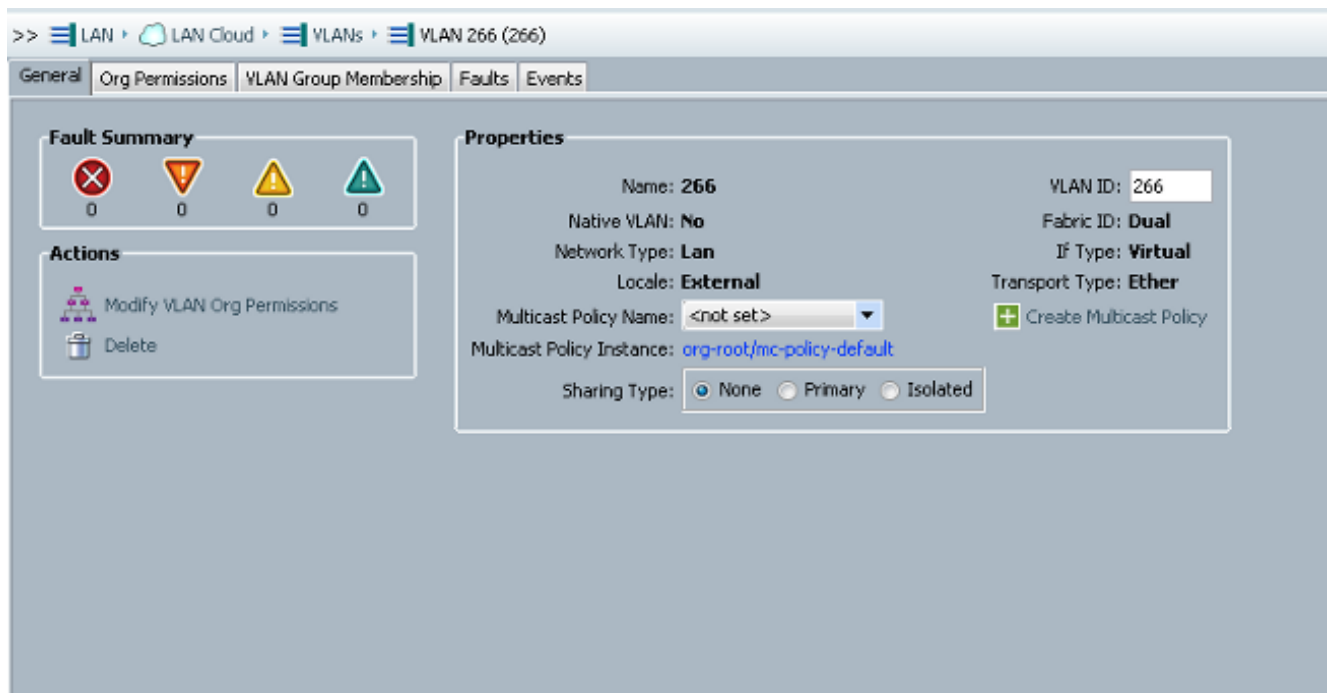 >> LAN LAN Cloud VLANs VLAN 266 (266)
General Org Permissions VLAN Group Membership Faults Events
Fault Summary
0 0 0 0
Actions
Modify VLAN Org Permissions
Delete
Properties
Name: 266 VLAN ID: 266
Native VLAN: No Fabric ID: Dual
Network Type: Lan If Type: Virtual
Locale: External Transport Type: Ether
Multicast Policy Name: <not set> Create Multicast Policy
Multicast Policy Instance: org-root/mc-policy-default
Sharing Type: None Primary Isolated